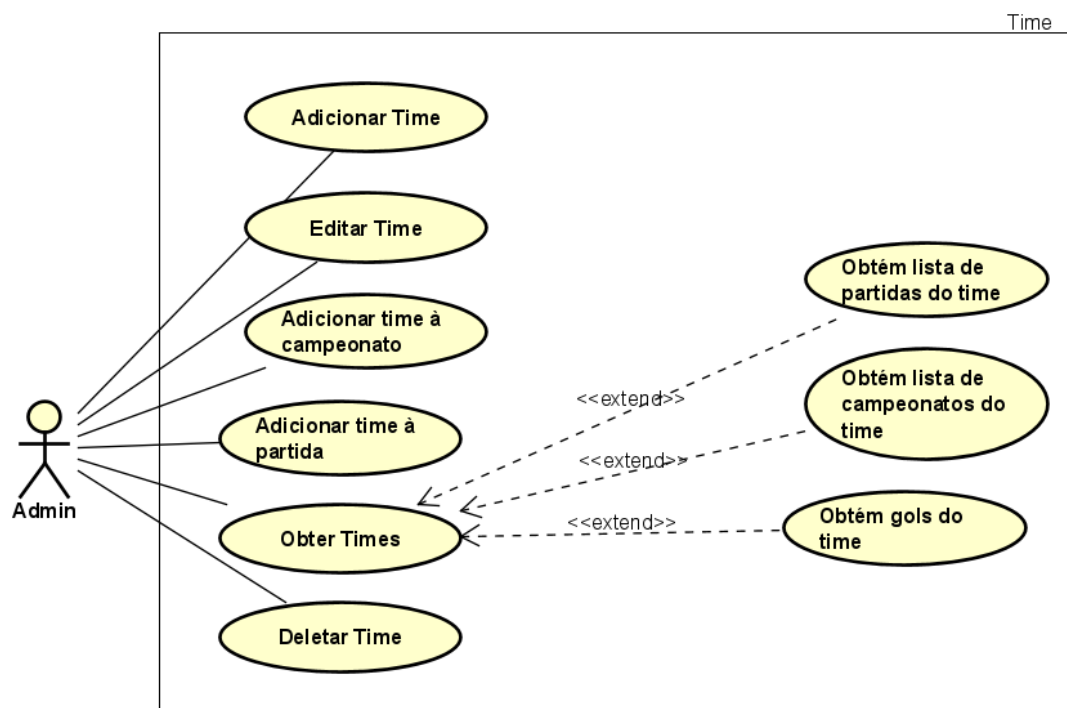 Time
Adicionar Time
Editar Time
Adicionar time à
campeonato
Adicionar time à
partida
Obter Times
Deletar Time
Admin
<<extend>>
<<extend>>
<<extend>>
Obtém lista de
partidas do time
Obtém lista de
campeonatos do
time
Obtém gols do
time